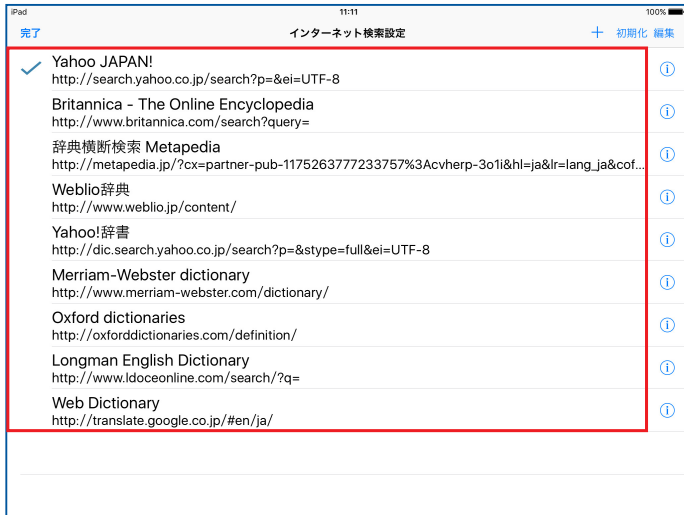 iPad 11:11 100%
完了 インターネット検索設定 + 初期化 編集
Yahoo JAPAN!
http://search.yahoo.co.jp/search?p=&ei=UTF-8
Britannica - The Online Encyclopedia
http://www.britannica.com/search?query=
辞典横断検索 Metapedia
http://metapedia.jp/?cx=partner-pub-1175263777233757%3Acvherp-3o1i&hl=ja&lr=lang_ja&cof...
Weblio辞典
http://www.weblio.jp/content/
Yahoo!辞書
http://dic.search.yahoo.co.jp/search?p=&stype=full&ei=UTF-8
Merriam-Webster dictionary
http://www.merriam-webster.com/dictionary/
Oxford dictionaries
http://oxforddictionaries.com/definition/
Longman English Dictionary
http://www.ldoceonline.com/search/?q=
Web Dictionary
http://translate.google.co.jp/#en/ja/